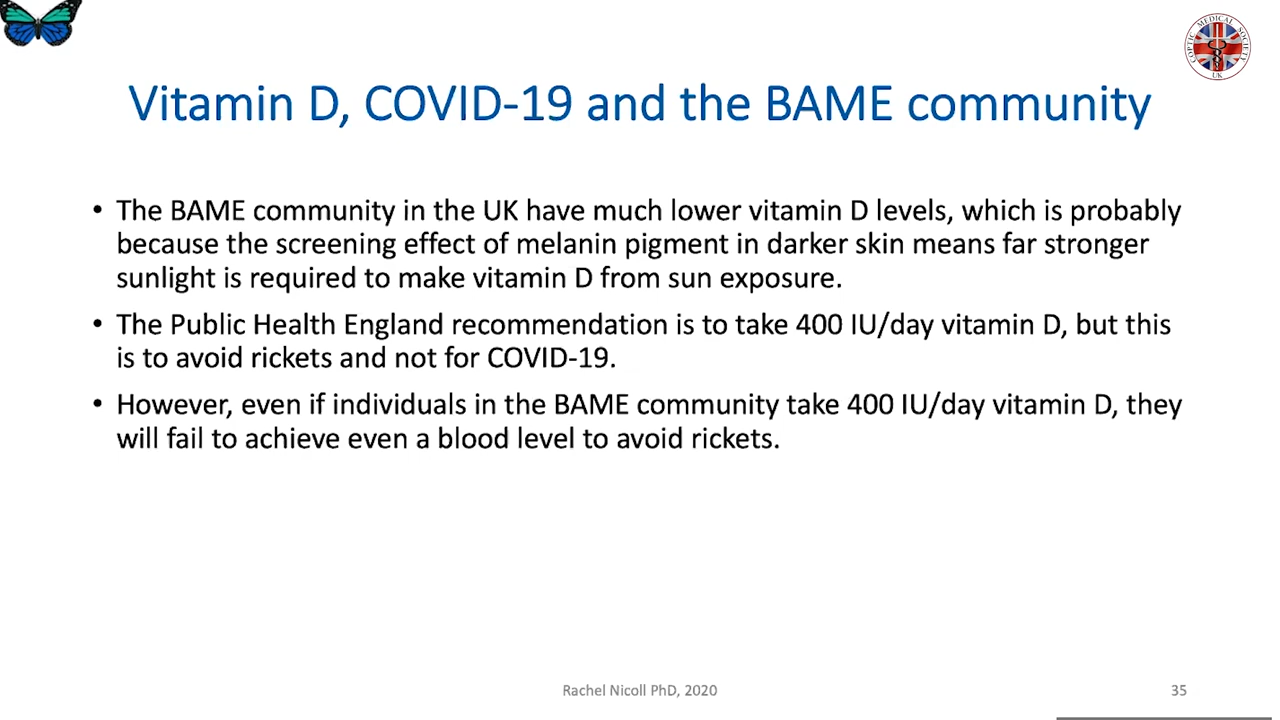 COPTIC MEDICAL SOCIETY
UK
Vitamin D, COVID-19 and the BAME community
• The BAME community in the UK have much lower vitamin D levels, which is probably
because the screening effect of melanin pigment in darker skin means far stronger
sunlight is required to make vitamin D from sun exposure.
• The Public Health England recommendation is to take 400 IU/day vitamin D, but this
is to avoid rickets and not for COVID-19.
• However, even if individuals in the BAME community take 400 IU/day vitamin D, they
will fail to achieve even a blood level to avoid rickets.
Rachel Nicoll PhD, 2020
35